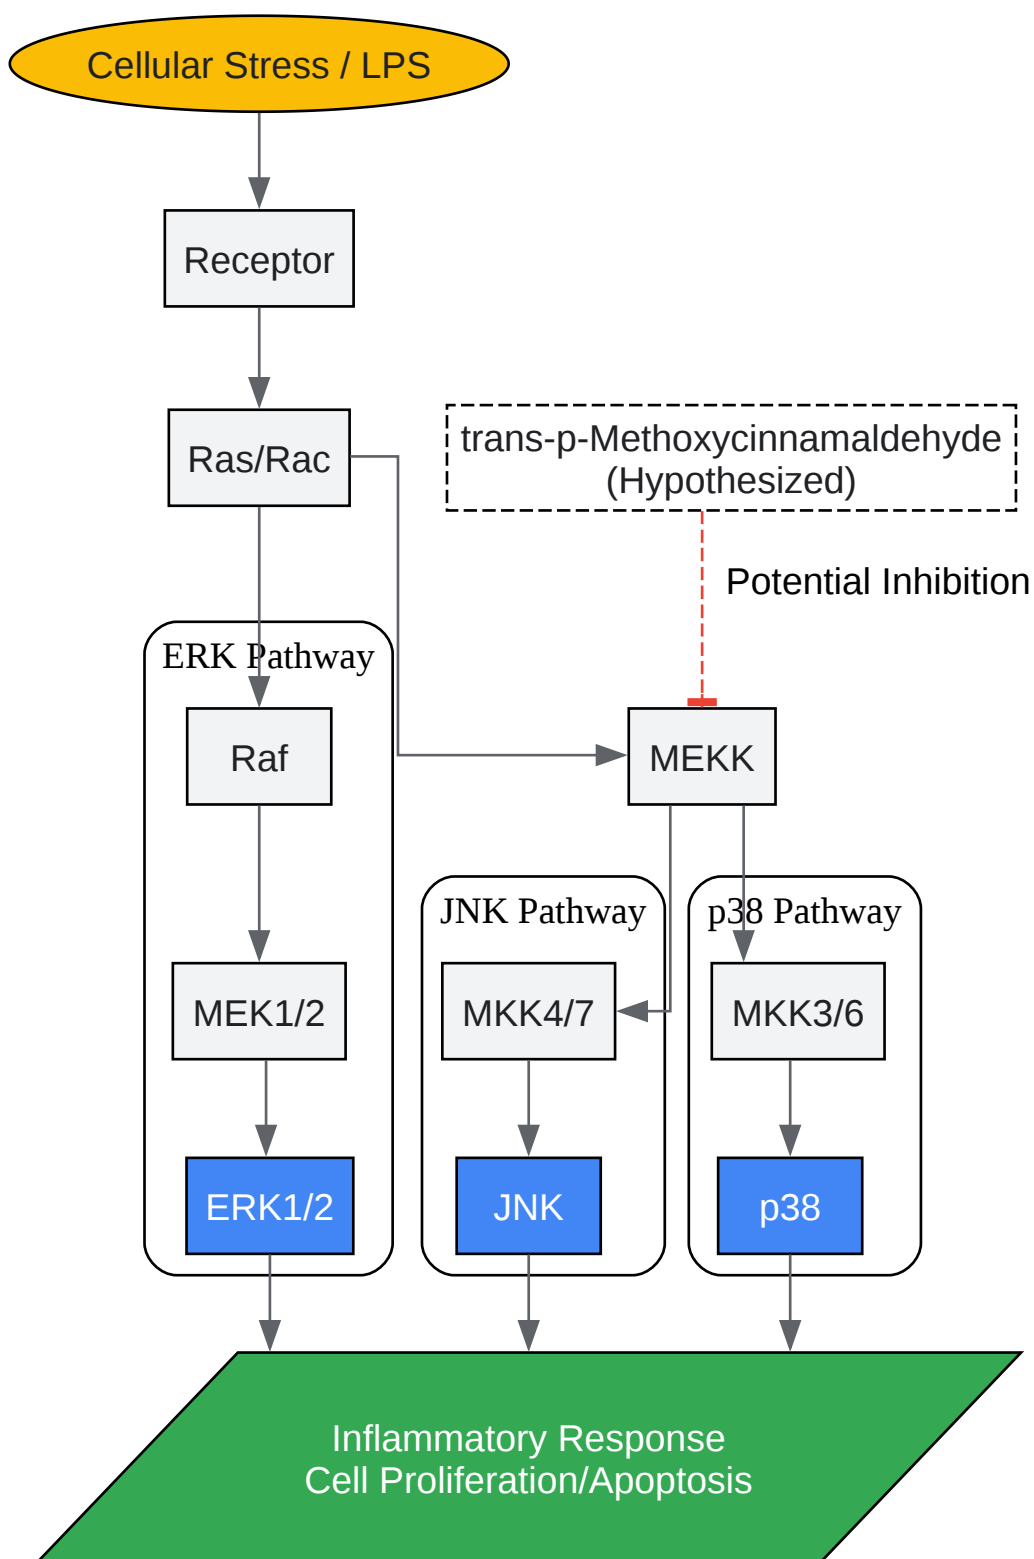 Cellular Stress / LPS
Receptor
Ras/Rac
trans-p-Methoxycinnamaldehyde
(Hypothesized)
Potential Inhibition
ERK Pathway
Raf
MEKK
JNK Pathway
p38 Pathway
MEK1/2
MKK4/7
MKK3/6
ERK1/2
JNK
p38
Inflammatory Response
Cell Proliferation/Apoptosis